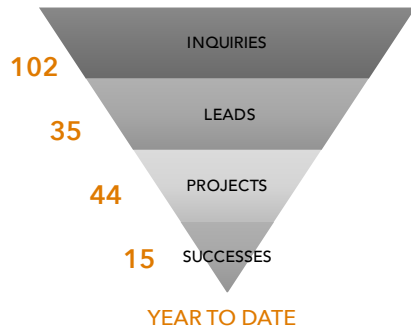 INQUIRIES
102
LEADS
35
PROJECTS
44
SUCCESSES
15
YEAR TO DATE